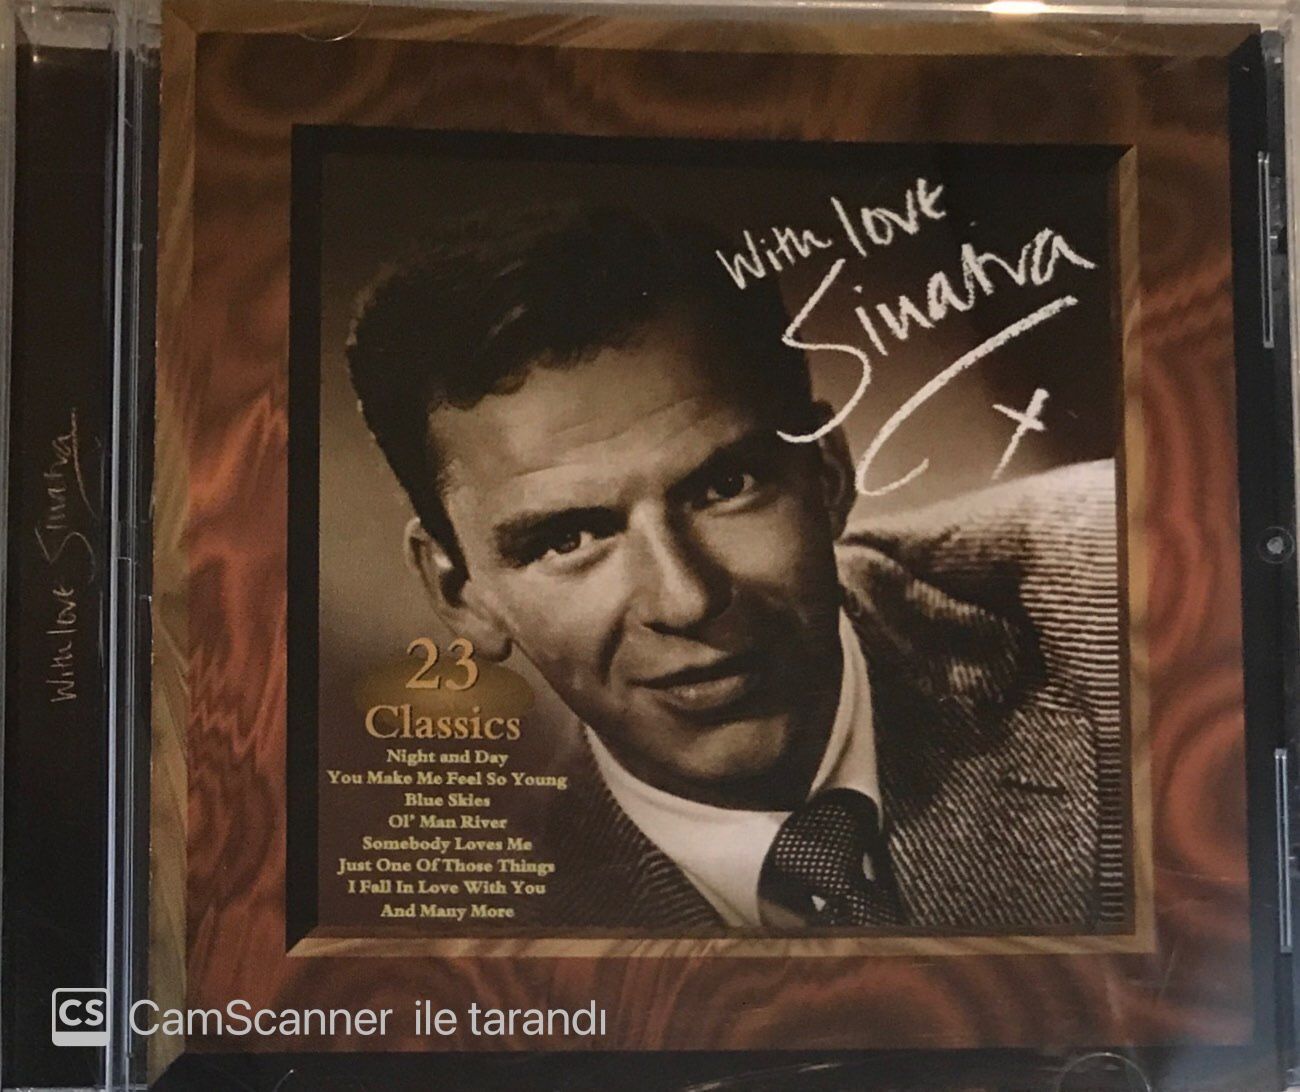 With love
Sinatra
x
23
Classics
Night and Day
You Make Me Feel So Young
Blue Skies
Ol' Man River
Somebody Loves Me
Just One Of Those Things
I Fall In Love With You
And Many More
With love Sinatra
CS CamScanner ile tarandı